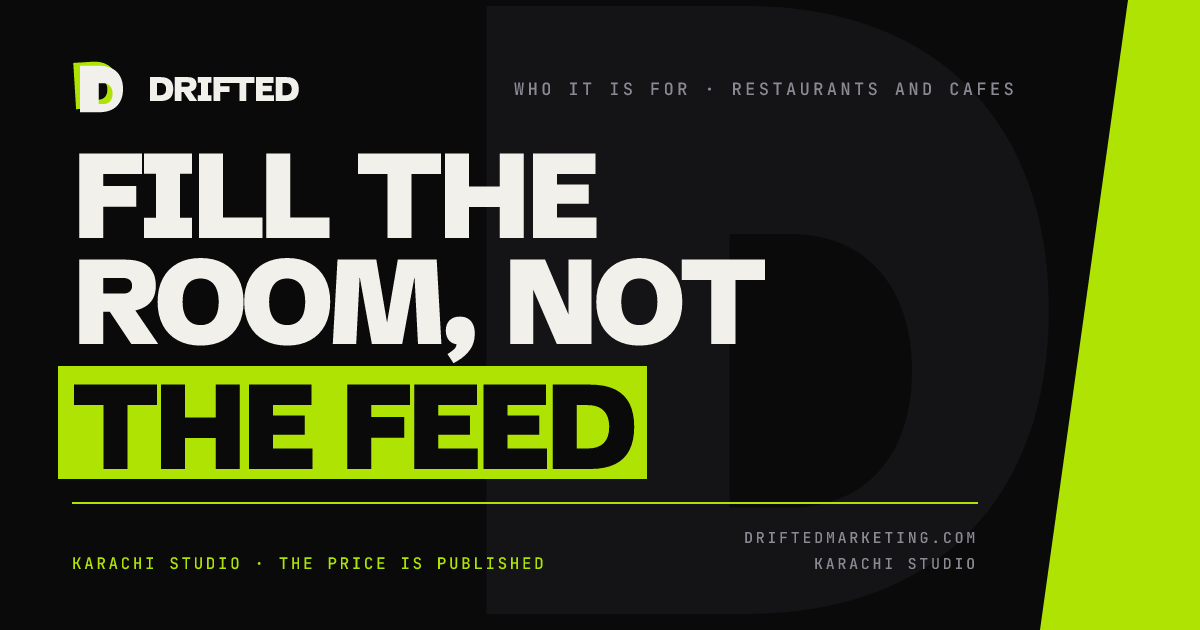 DRIFTED
WHO IT IS FOR · RESTAURANTS AND CAFES
FILL THE
ROOM, NOT
THE FEED
DRIFTEDMARKETING.COM
KARACHI STUDIO · THE PRICE IS PUBLISHED
KARACHI STUDIO